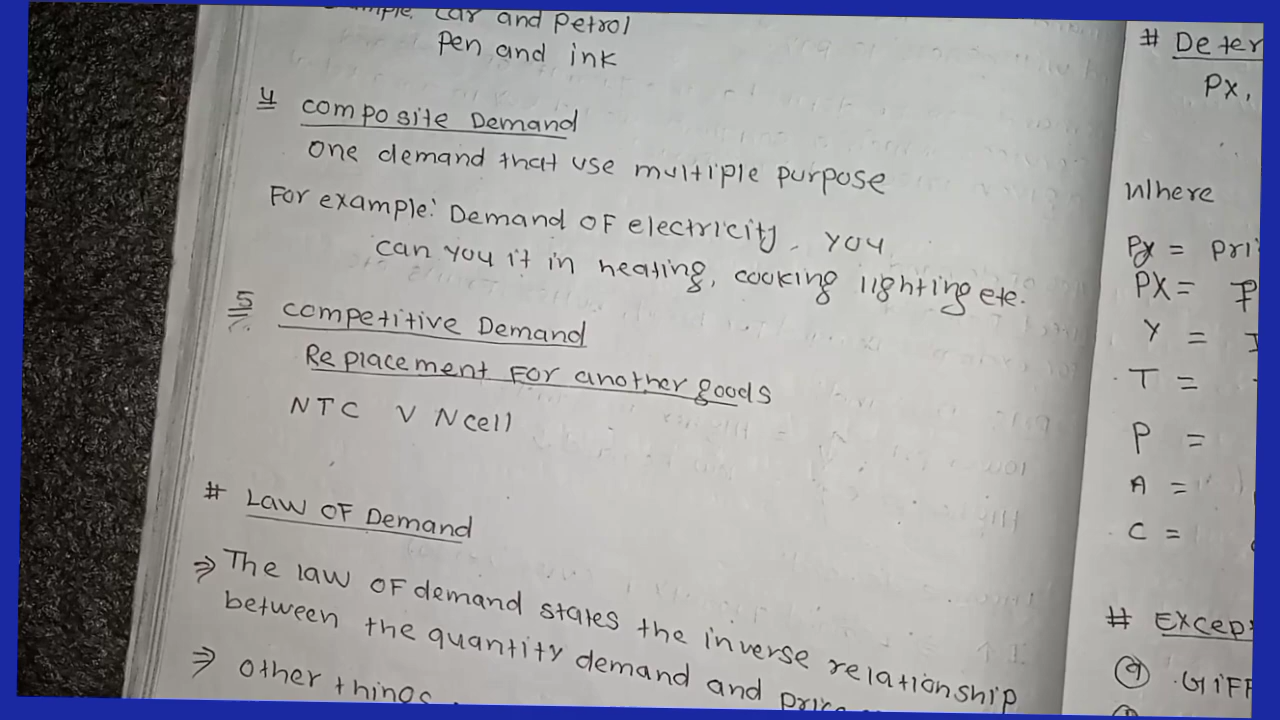 car and petrol
pen and ink
4 composite Demand
one demand that use multiple purpose
For example: Demand of electricity, you
can you it in heating, cooking lighting etc.
5 competitive Demand
Replacement For another goods
NTC V Ncell
# Law of Demand
⇒ The law of demand states the inverse relationship
between the quantity demand and price
⇒ other things
# Deter
Px,
Where
Py = pri
PX =
Y =
T =
P =
A =
C =
# Excep
GIFF